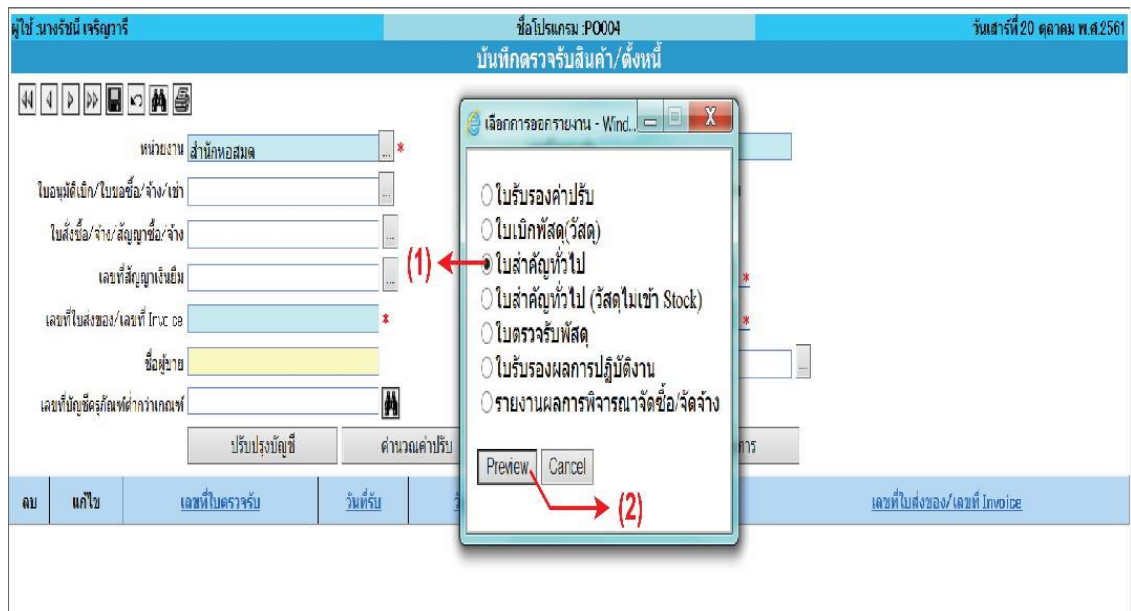 ผู้ใช้ :นางรัชนี เจริญวารี ชื่อโปรแกรม :PO004 วันเสาร์ที่ 20 ตุลาคม พ.ศ.2561
บันทึกตรวจรับสินค้า/ตั้งหนี้
หน่วยงาน สำนักหอสมุด ... *
ใบอนุมัติเบิก/ใบขอซื้อ/จ้าง/เช่า ...
ใบสั่งซื้อ/จ้าง/สัญญาซื้อ/จ้าง ...
เลขที่สัญญาเงินยืม ... *
เลขที่ใบส่งของ/เลขที่ Invoice * *
ชื่อผู้ขาย ...
เลขที่บัญชีครุภัณฑ์ต่ำกว่าเกณฑ์
ปรับปรุงบัญชี คำนวณค่าปรับ การ
ลบ แก้ไข เลขที่ใบตรวจรับ วันที่รับ เลขที่ใบส่งของ/เลขที่ Invoice
เลือกการออกรายงาน - Wind... X
ใบรับรองค่าปรับ
ใบเบิกพัสดุ(วัสดุ)
(1) ใบสำคัญทั่วไป
ใบสำคัญทั่วไป (วัสดุไม่เข้า Stock)
ใบตรวจรับพัสดุ
ใบรับรองผลการปฏิบัติงาน
รายงานผลการพิจารณาจัดซื้อ/จัดจ้าง
Preview Cancel
(2)